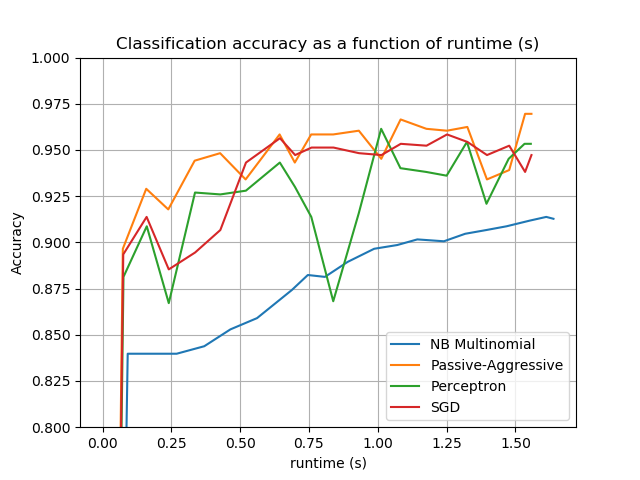 Classification accuracy as a function of runtime (s)
1.000
0.975
0.950
0.925
0.900
0.875
0.850
0.825
0.800
Accuracy
NB Multinomial
Passive-Aggressive
Perceptron
SGD
0.00 0.25 0.50 0.75 1.00 1.25 1.50
runtime (s)